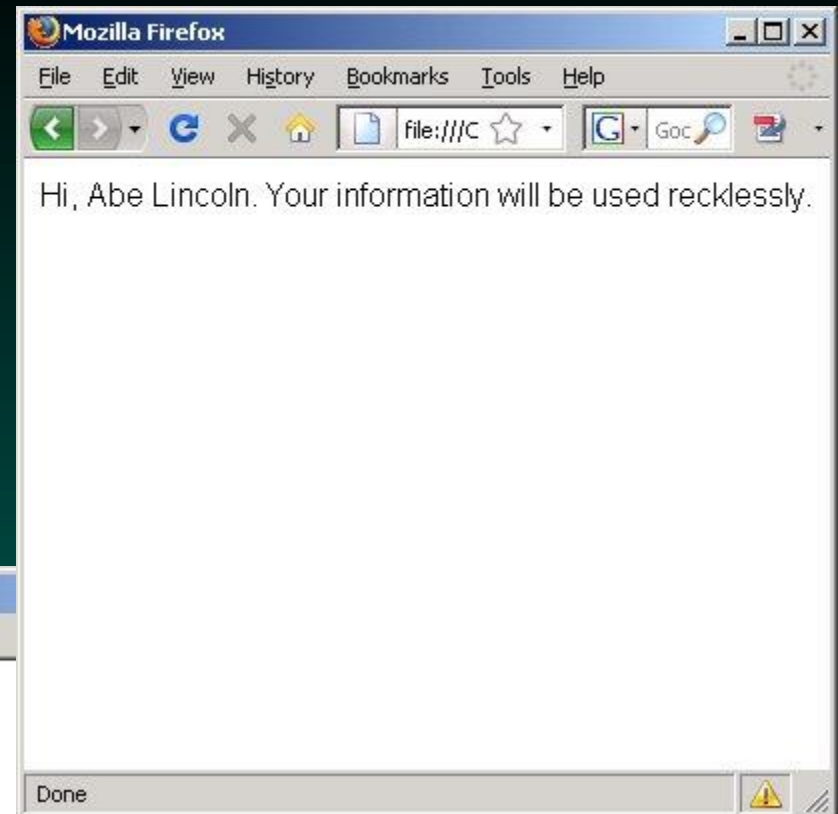 Mozilla Firefox
File Edit View History Bookmarks Tools Help
file:///C G Goc
Hi, Abe Lincoln. Your information will be used recklessly.
Done